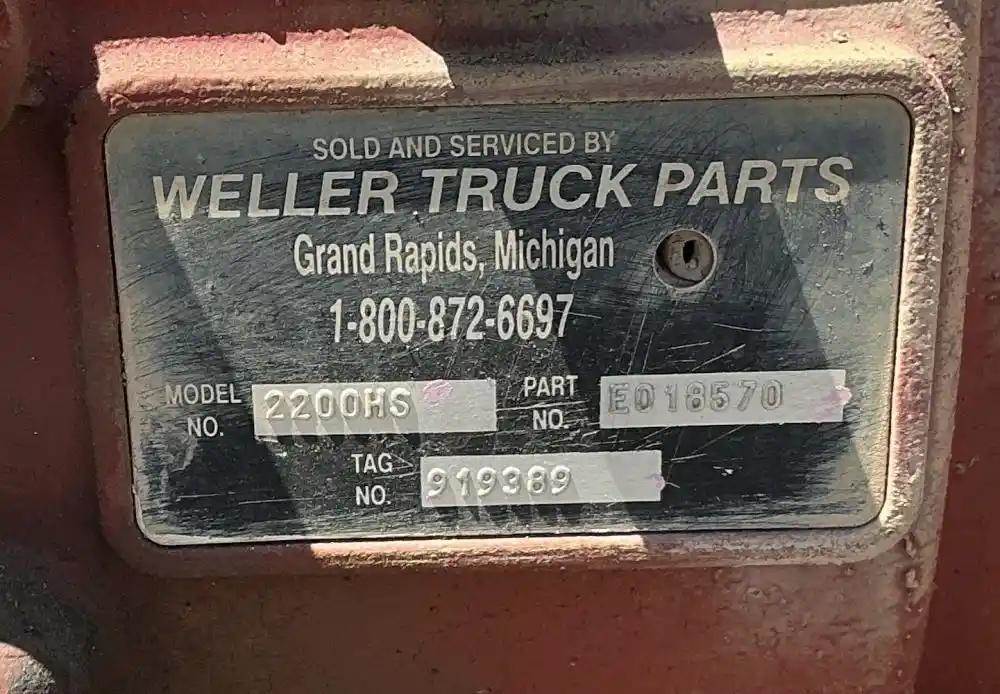 SOLD AND SERVICED BY
WELLER TRUCK PARTS
Grand Rapids, Michigan
1-800-872-6697
MODEL NO. 2200HS PART NO. E018570
TAG NO. 919389